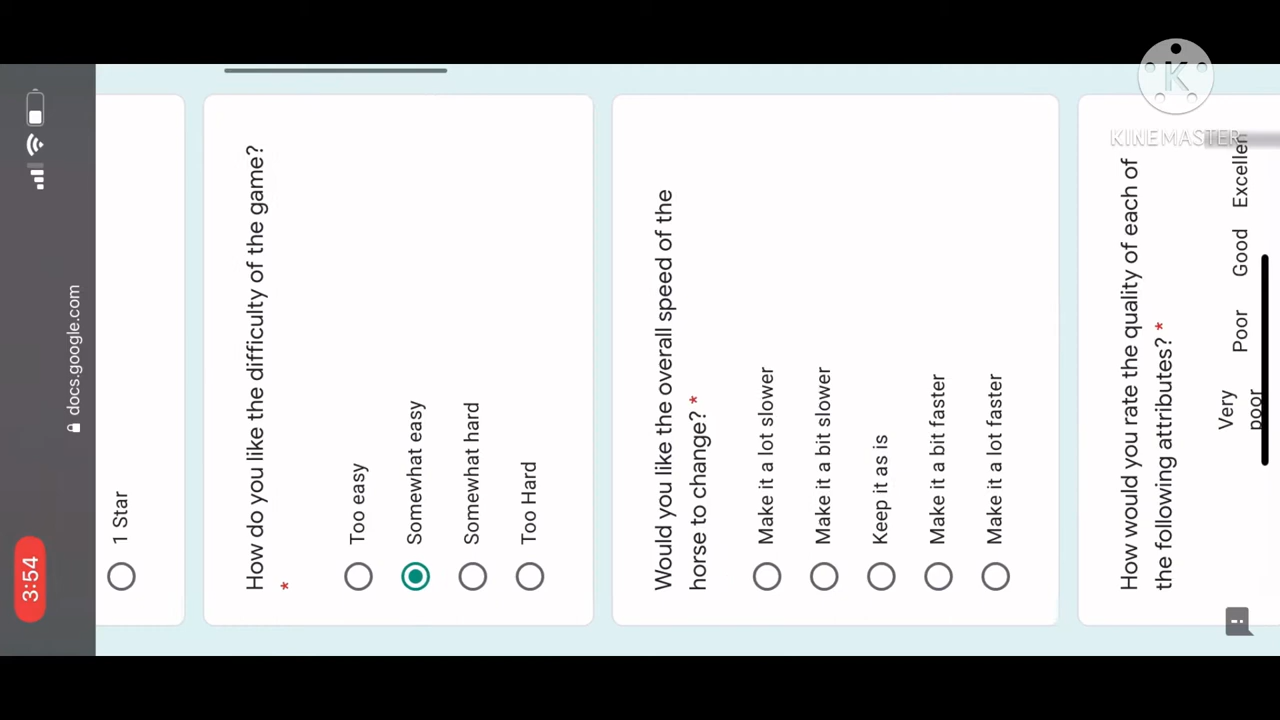 3:54
docs.google.com
1 Star
How do you like the difficulty of the game?
*
Too easy
Somewhat easy
Somewhat hard
Too Hard
Would you like the overall speed of the
horse to change? *
Make it a lot slower
Make it a bit slower
Keep it as is
Make it a bit faster
Make it a lot faster
How would you rate the quality of each of
the following attributes? *
Very
poor
Poor
Good
Excellen
K
KINEMASTER